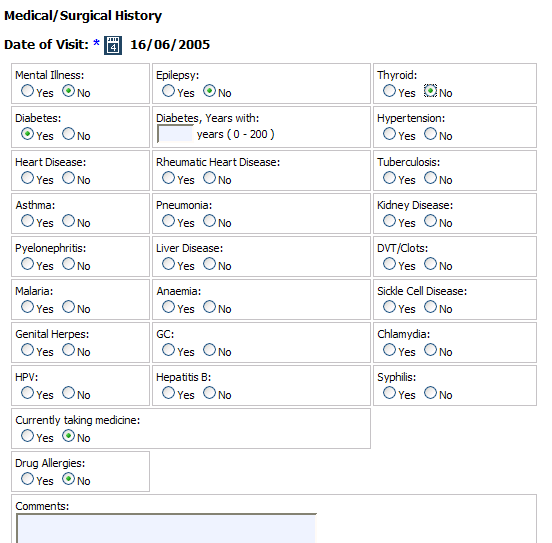 Medical/Surgical History
Date of Visit: * 4 16/06/2005
Mental Illness: Epilepsy: Thyroid:
Yes No Yes No Yes No
Diabetes: Diabetes, Years with: Hypertension:
Yes No years ( 0 - 200 ) Yes No
Heart Disease: Rheumatic Heart Disease: Tuberculosis:
Yes No Yes No Yes No
Asthma: Pneumonia: Kidney Disease:
Yes No Yes No Yes No
Pyelonephritis: Liver Disease: DVT/Clots:
Yes No Yes No Yes No
Malaria: Anaemia: Sickle Cell Disease:
Yes No Yes No Yes No
Genital Herpes: GC: Chlamydia:
Yes No Yes No Yes No
HPV: Hepatitis B: Syphilis:
Yes No Yes No Yes No
Currently taking medicine:
Yes No
Drug Allergies:
Yes No
Comments: